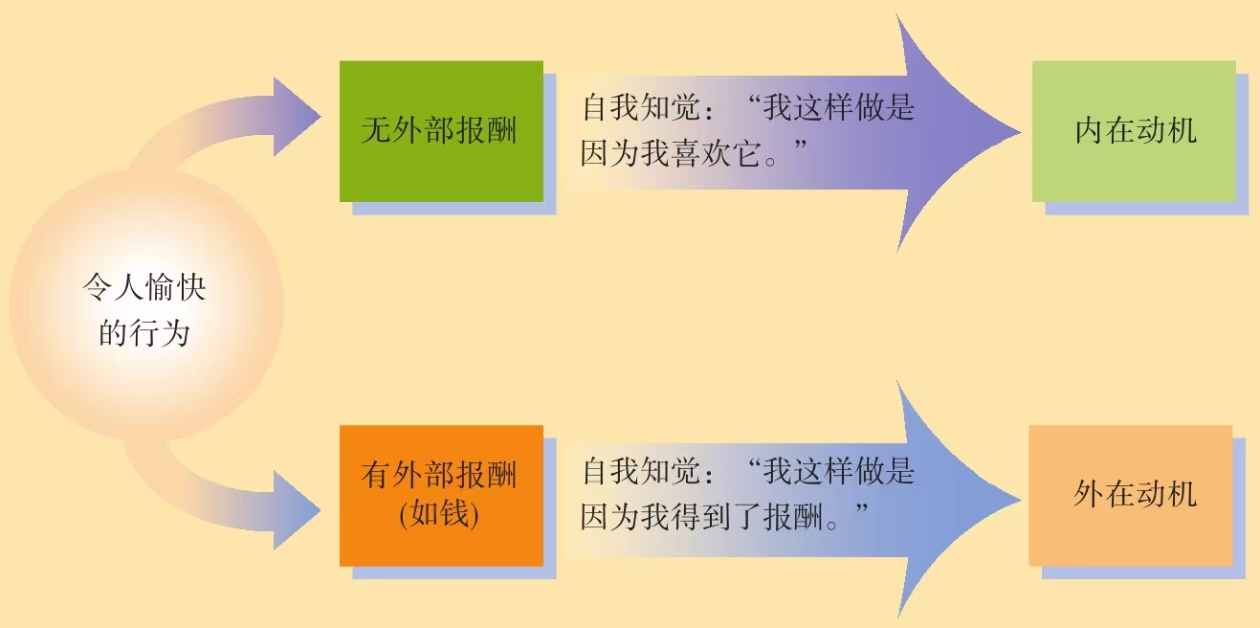 令人愉快
的行为
无外部报酬
自我知觉：“我这样做是
因为我喜欢它。”
内在动机
有外部报酬
(如钱)
自我知觉：“我这样做是
因为我得到了报酬。”
外在动机